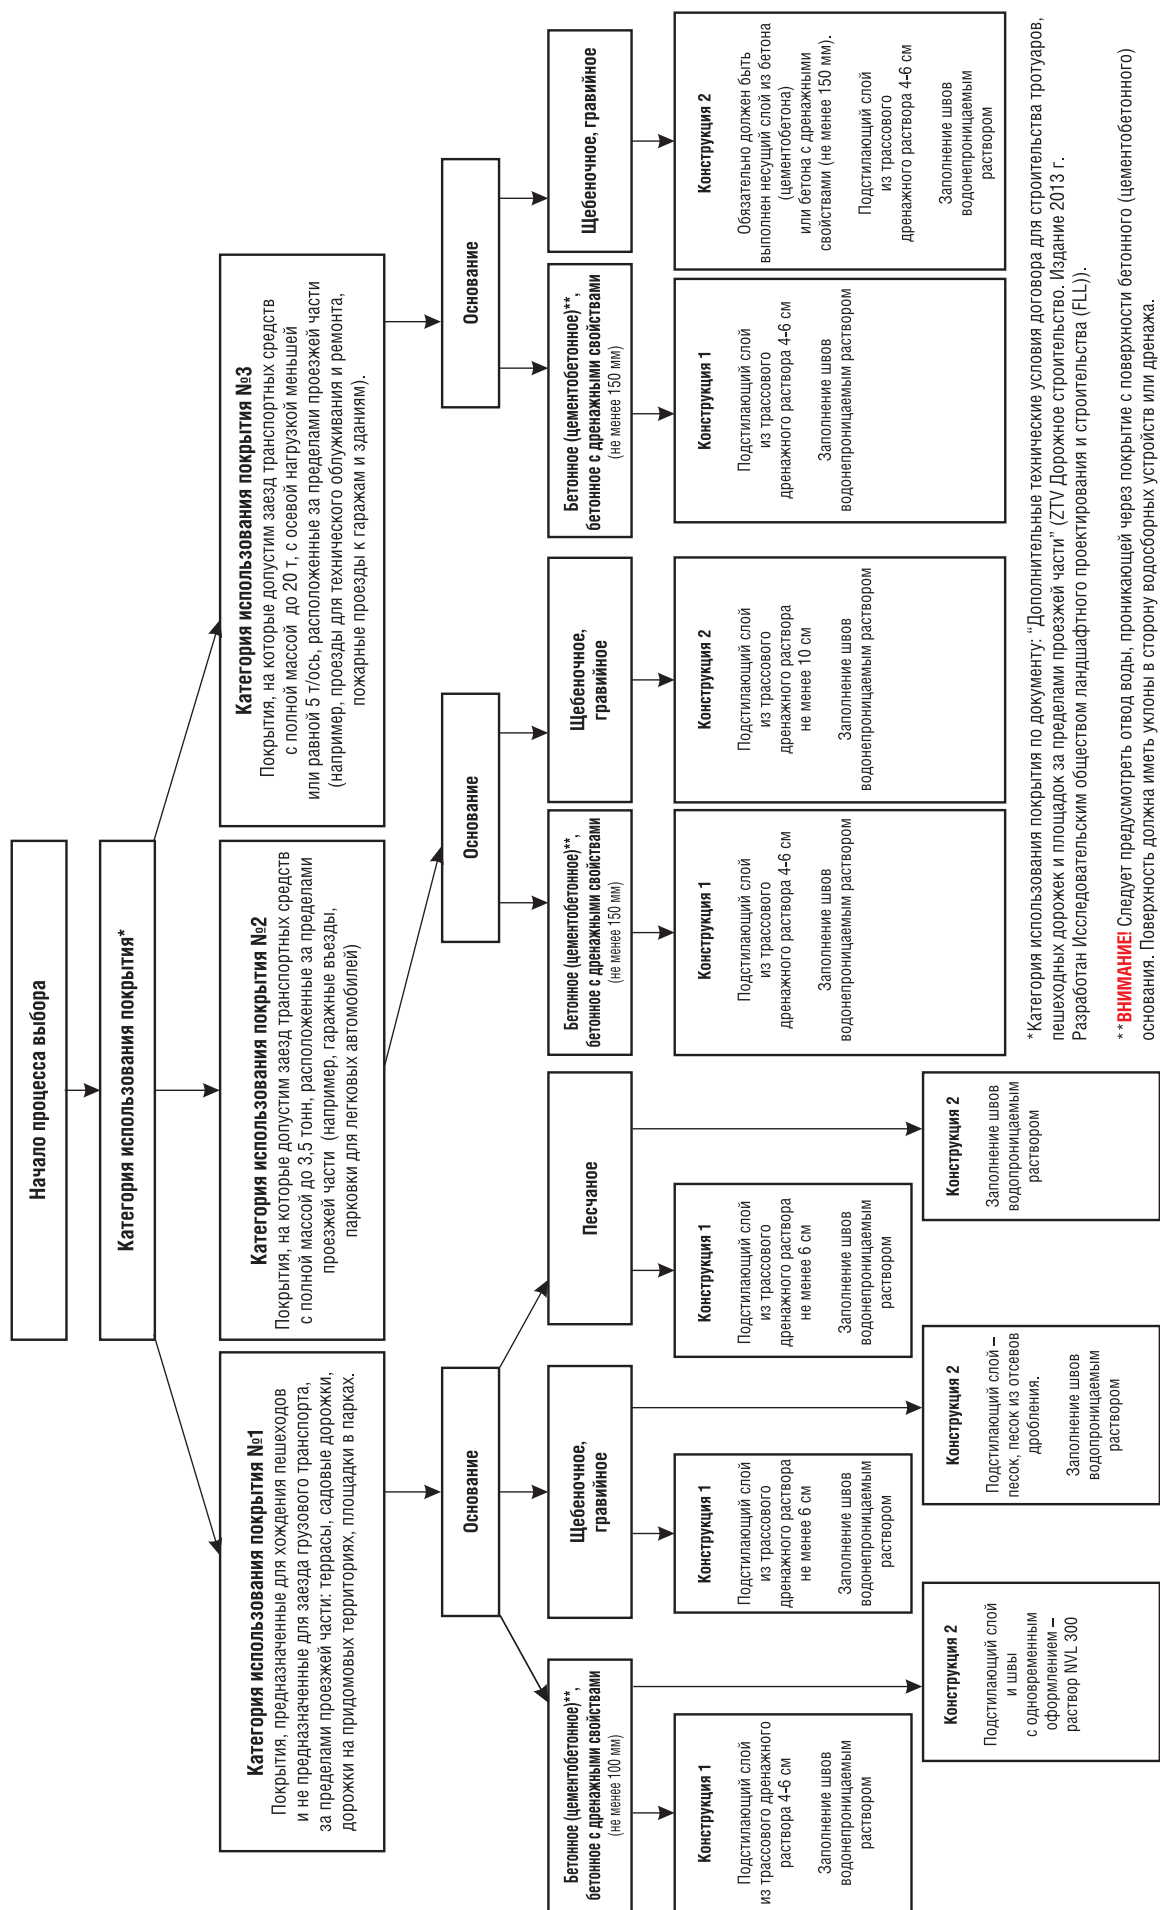 Начало процесса выбора
Категория использования покрытия*
Категория использования покрытия №1
Покрытия, предназначенные для хождения пешеходов
и не предназначенные для заезда грузового транспорта,
за пределами проезжей части: террасы, садовые дорожки,
дорожки на придомовых территориях, площадки в парках.
Категория использования покрытия №2
Покрытия, на которые допустим заезд транспортных средств
с полной массой до 3,5 тонн, расположенные за пределами
проезжей части (например, гаражные въезды,
парковки для легковых автомобилей)
Категория использования покрытия №3
Покрытия, на которые допустим заезд транспортных средств
с полной массой до 20 т, с осевой нагрузкой меньшей
или равной 5 т/ось, расположенные за пределами проезжей части
(например, проезды для технического облуживания и ремонта,
пожарные проезды к гаражам и зданиям).
Основание
Основание
Основание
Бетонное (цементобетонное)**,
бетонное с дренажными свойствами
(не менее 100 мм)
Щебеночное,
гравийное
Песчаное
Бетонное (цементобетонное)**,
бетонное с дренажными свойствами
(не менее 150 мм)
Щебеночное,
гравийное
Бетонное (цементобетонное)**,
бетонное с дренажными свойствами
(не менее 150 мм)
Щебеночное, гравийное
Конструкция 1
Подстилающий слой
из трассового дренажного
раствора 4-6 см
Заполнение швов
водонепроницаемым
раствором
Конструкция 1
Подстилающий слой
из трассового
дренажного раствора
не менее 6 см
Заполнение швов
водонепроницаемым
раствором
Конструкция 1
Подстилающий слой
из трассового
дренажного раствора
не менее 6 см
Заполнение швов
водонепроницаемым
раствором
Конструкция 1
Подстилающий слой
из трассового
дренажного раствора 4-6 см
Заполнение швов
водонепроницаемым раствором
Конструкция 2
Подстилающий слой
из трассового
дренажного раствора
не менее 10 см
Заполнение швов
водонепроницаемым раствором
Конструкция 1
Подстилающий слой
из трассового
дренажного раствора 4-6 см
Заполнение швов
водонепроницаемым раствором
Конструкция 2
Обязательно должен быть
выполнен несущий слой из бетона
(цементобетона)
или бетона с дренажными
свойствами (не менее 150 мм).
Подстилающий слой
из трассового
дренажного раствора 4-6 см
Заполнение швов
водонепроницаемым
раствором
Конструкция 2
Подстилающий слой
и швы
с одновременным
оформлением –
раствор NVL 300
Конструкция 2
Подстилающий слой –
песок, песок из отсевов
дробления.
Заполнение швов
водопроницаемым
раствором
Конструкция 2
Заполнение швов
водопроницаемым
раствором
*Категория использования покрытия по документу: “Дополнительные технические условия договора для строительства тротуаров,
пешеходных дорожек и площадок за пределами проезжей части” (ZTV Дорожное строительство. Издание 2013 г.
Разработан Исследовательским обществом ландшафтного проектирования и строительства (FLL)).
**ВНИМАНИЕ! Следует предусмотреть отвод воды, проникающей через покрытие с поверхности бетонного (цементобетонного)
основания. Поверхность должна иметь уклоны в сторону водосборных устройств или дренажа.